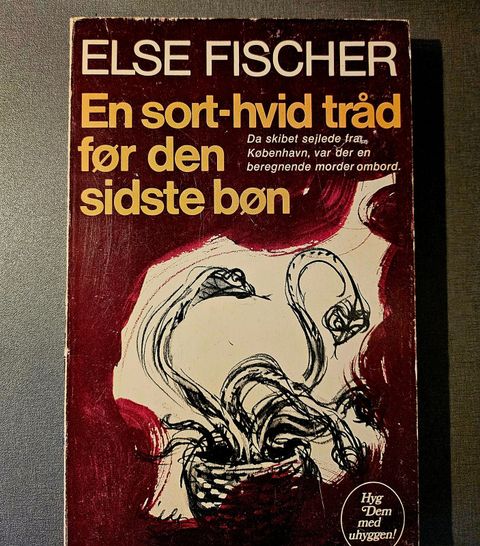 ELSE FISCHER
En sort-hvid tråd
før den
sidste bøn
Da skibet sejlede fra
København, var der en
beregnende morder ombord.
Hyg
Dem
med
uhyggen!